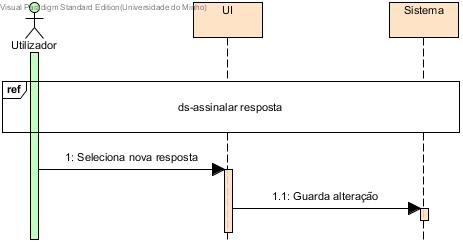 Visual Paradigm Standard Edition(Universidade do Minho)
UI
Sistema
Utilizador
ref
ds-assinalar resposta
1: Seleciona nova resposta
1.1: Guarda alteração